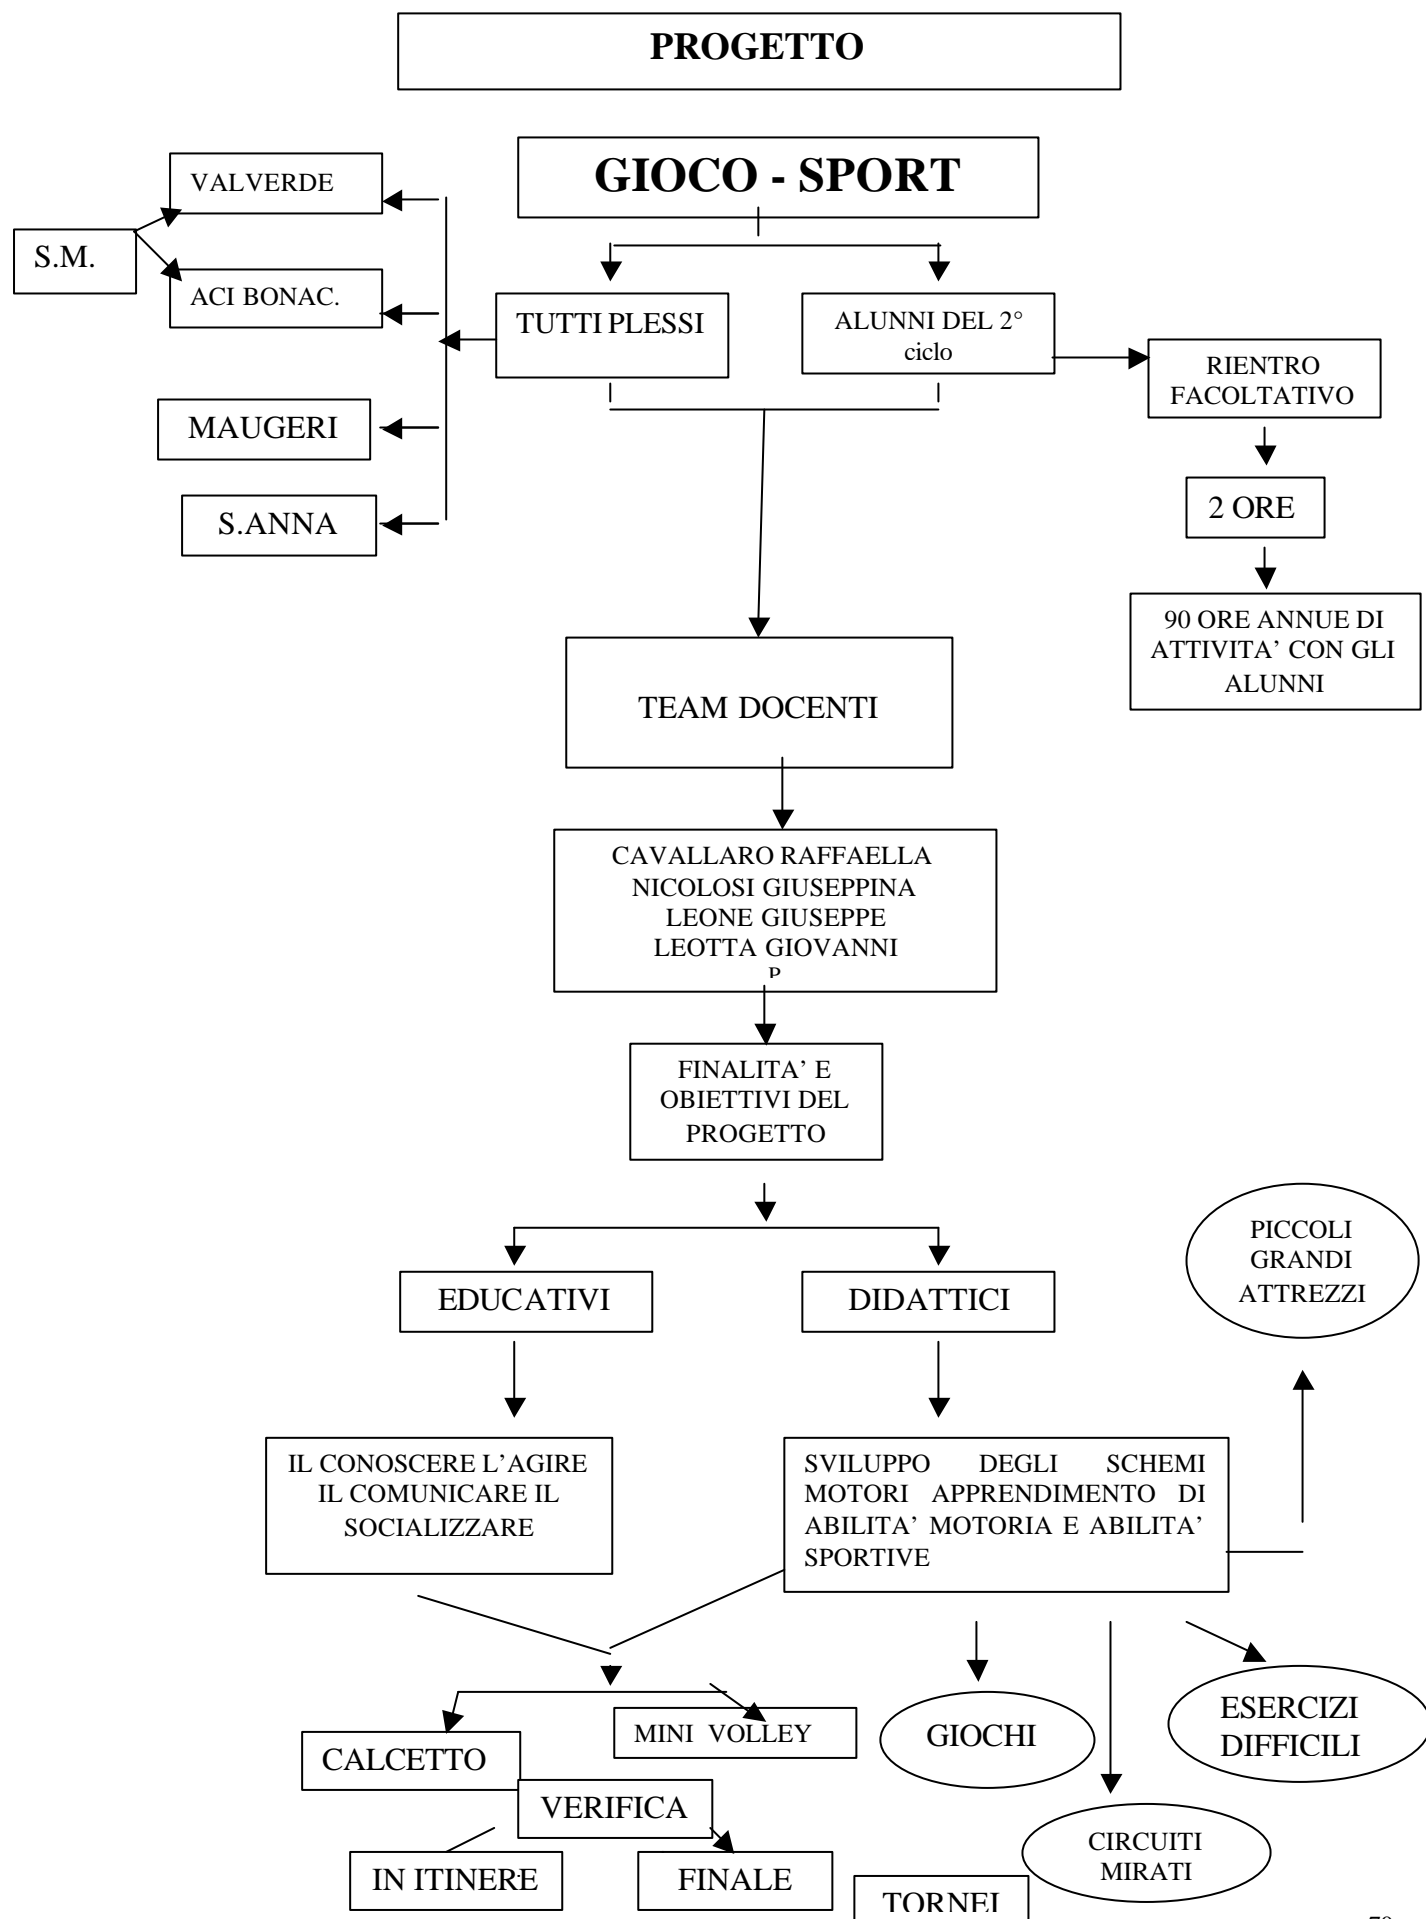 PROGETTO
GIOCO - SPORT
VALVERDE
S.M.
ACI BONAC.
TUTTI PLESSI
ALUNNI DEL 2°
ciclo
RIENTRO
FACOLTATIVO
MAUGERI
2 ORE
S.ANNA
90 ORE ANNUE DI
ATTIVITA’ CON GLI
ALUNNI
TEAM DOCENTI
CAVALLARO RAFFAELLA
NICOLOSI GIUSEPPINA
LEONE GIUSEPPE
LEOTTA GIOVANNI
P
FINALITA’ E
OBIETTIVI DEL
PROGETTO
PICCOLI
GRANDI
ATTREZZI
EDUCATIVI
DIDATTICI
IL CONOSCERE L’AGIRE
IL COMUNICARE IL
SOCIALIZZARE
SVILUPPO DEGLI SCHEMI
MOTORI APPRENDIMENTO DI
ABILITA’ MOTORIA E ABILITA’
SPORTIVE
CALCETTO
MINI VOLLEY
GIOCHI
ESERCIZI
DIFFICILI
VERIFICA
CIRCUITI
MIRATI
IN ITINERE
FINALE
TORNEI